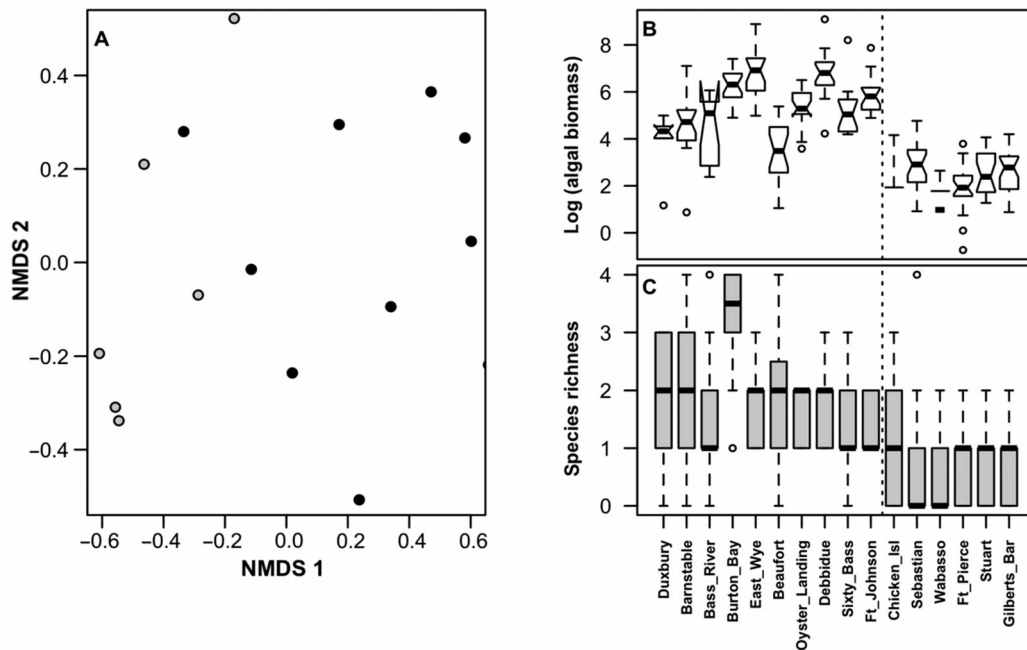 A
NMDS 2
0.4
0.2
0.0
−0.2
−0.4
−0.6 −0.4 −0.2 0.0 0.2 0.4 0.6
NMDS 1
B
Log (algal biomass)
8
6
4
2
0
C
Species richness
4
3
2
1
0
Duxbury
Barnstable
Bass_River
Burton_Bay
East_Wye
Beaufort
Oyster_Landing
Debbidue
Sixty_Bass
Ft_Johnson
Chicken_Isl
Sebastian
Wabasso
Ft_Pierce
Stuart
Gilberts_Bar